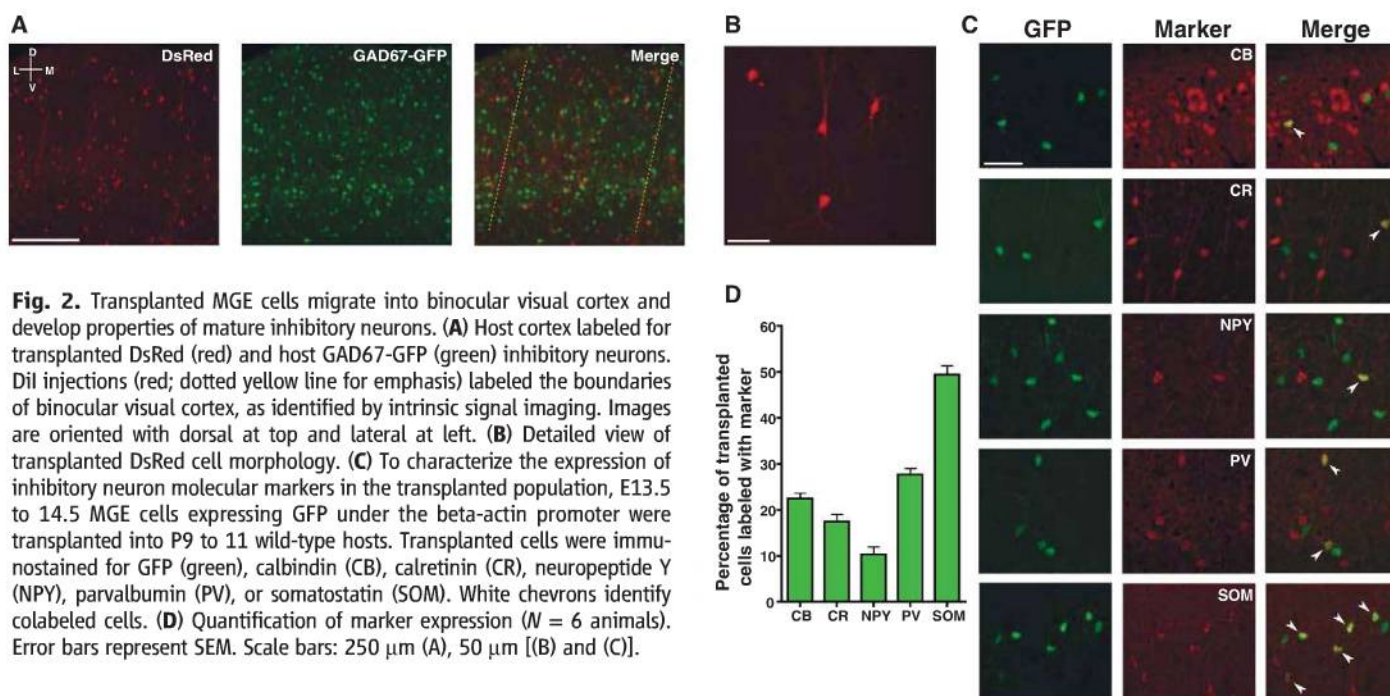 A
DsRed
D
L
M
V
GAD67-GFP
Merge
B
C
GFP
Marker
Merge
CB
CR
NPY
PV
SOM
Fig. 2. Transplanted MGE cells migrate into binocular visual cortex and
develop properties of mature inhibitory neurons. (A) Host cortex labeled for
transplanted DsRed (red) and host GAD67-GFP (green) inhibitory neurons.
DiI injections (red; dotted yellow line for emphasis) labeled the boundaries
of binocular visual cortex, as identified by intrinsic signal imaging. Images
are oriented with dorsal at top and lateral at left. (B) Detailed view of
transplanted DsRed cell morphology. (C) To characterize the expression of
inhibitory neuron molecular markers in the transplanted population, E13.5
to 14.5 MGE cells expressing GFP under the beta-actin promoter were
transplanted into P9 to 11 wild-type hosts. Transplanted cells were immu-
nostained for GFP (green), calbindin (CB), calretinin (CR), neuropeptide Y
(NPY), parvalbumin (PV), or somatostatin (SOM). White chevrons identify
colabeled cells. (D) Quantification of marker expression (N = 6 animals).
Error bars represent SEM. Scale bars: 250 μm (A), 50 μm [(B) and (C)].
D
Percentage of transplanted
cells labeled with marker
60
50
40
30
20
10
0
CB CR NPY PV SOM